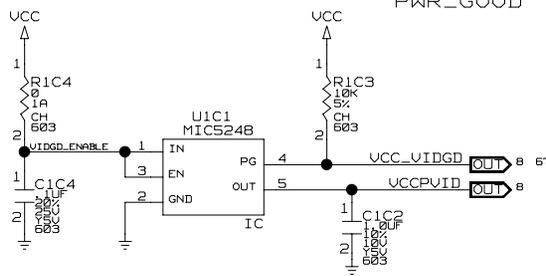 PWR_GOOD
VCC
VCC
1
R1C4
0
1A
CH
603
2
1
R1C3
10K
5%
CH
603
2
U1C1
MIC5248
VIDGD_ENABLE
1 IN
3 EN
2 GND
PG 4
OUT 5
IC
VCC_VIDGD OUT 8
VCCPVID OUT 8
1
C1C4
.1UF
20%
25V
Y5V
603
2
1
C1C2
1.0UF
10%
10V
Y5V
603
2